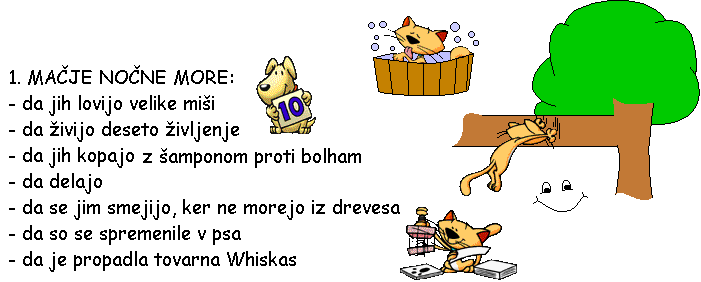 1. MAČJE NOČNE MORE:
- da jih lovijo velike miši
- da živijo deseto življenje
- da jih kopajo z šamponom proti bolham
- da delajo
- da se jim smejijo, ker ne morejo iz drevesa
- da so se spremenile v psa
- da je propadla tovarna Whiskas
10